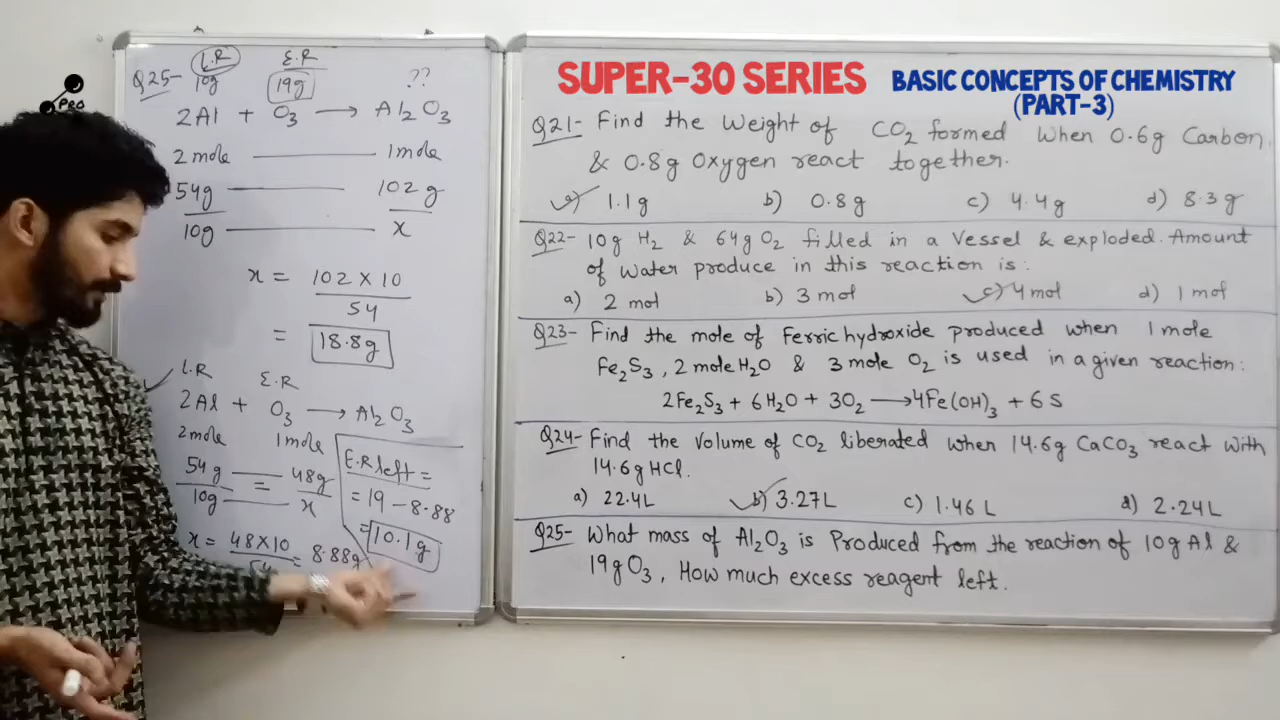 PRO
Q25- L.R E.R
10g 19g ??
2Al + O3 → Al2O3
2 mole — 1mole
54g — 102 g
10g — x
x = 102 × 10
54
= 18.8g
L.R E.R
2Al + O3 → Al2O3
2mole 1mole
54g = 48g
10g x
x = 48×10 = 8.88g
54
E.R left =
= 19 - 8.88
= 10.1g
SUPER-30 SERIES
BASIC CONCEPTS OF CHEMISTRY
(PART-3)
Q21- Find the Weight of CO2 formed When 0.6g Carbon
& 0.8g Oxygen react together.
a) 1.1g b) 0.8g c) 4.4g d) 8.3g
Q22- 10g H2 & 64g O2 filled in a Vessel & exploded. Amount
of Water produce in this reaction is:
a) 2 mol b) 3 mol c) 4 mol d) 1 mol
Q23- Find the mole of Ferric hydroxide produced when 1 mole
Fe2S3, 2 mole H2O & 3 mole O2 is used in a given reaction:
2Fe2S3 + 6H2O + 3O2 → 4Fe(OH)3 + 6S
Q24- Find the Volume of CO2 liberated when 14.6g CaCO3 react with
14.6g HCl.
a) 22.4L b) 3.27L c) 1.46 L d) 2.24L
Q25- What mass of Al2O3 is Produced from the reaction of 10g Al &
19g O3, How much excess reagent left.